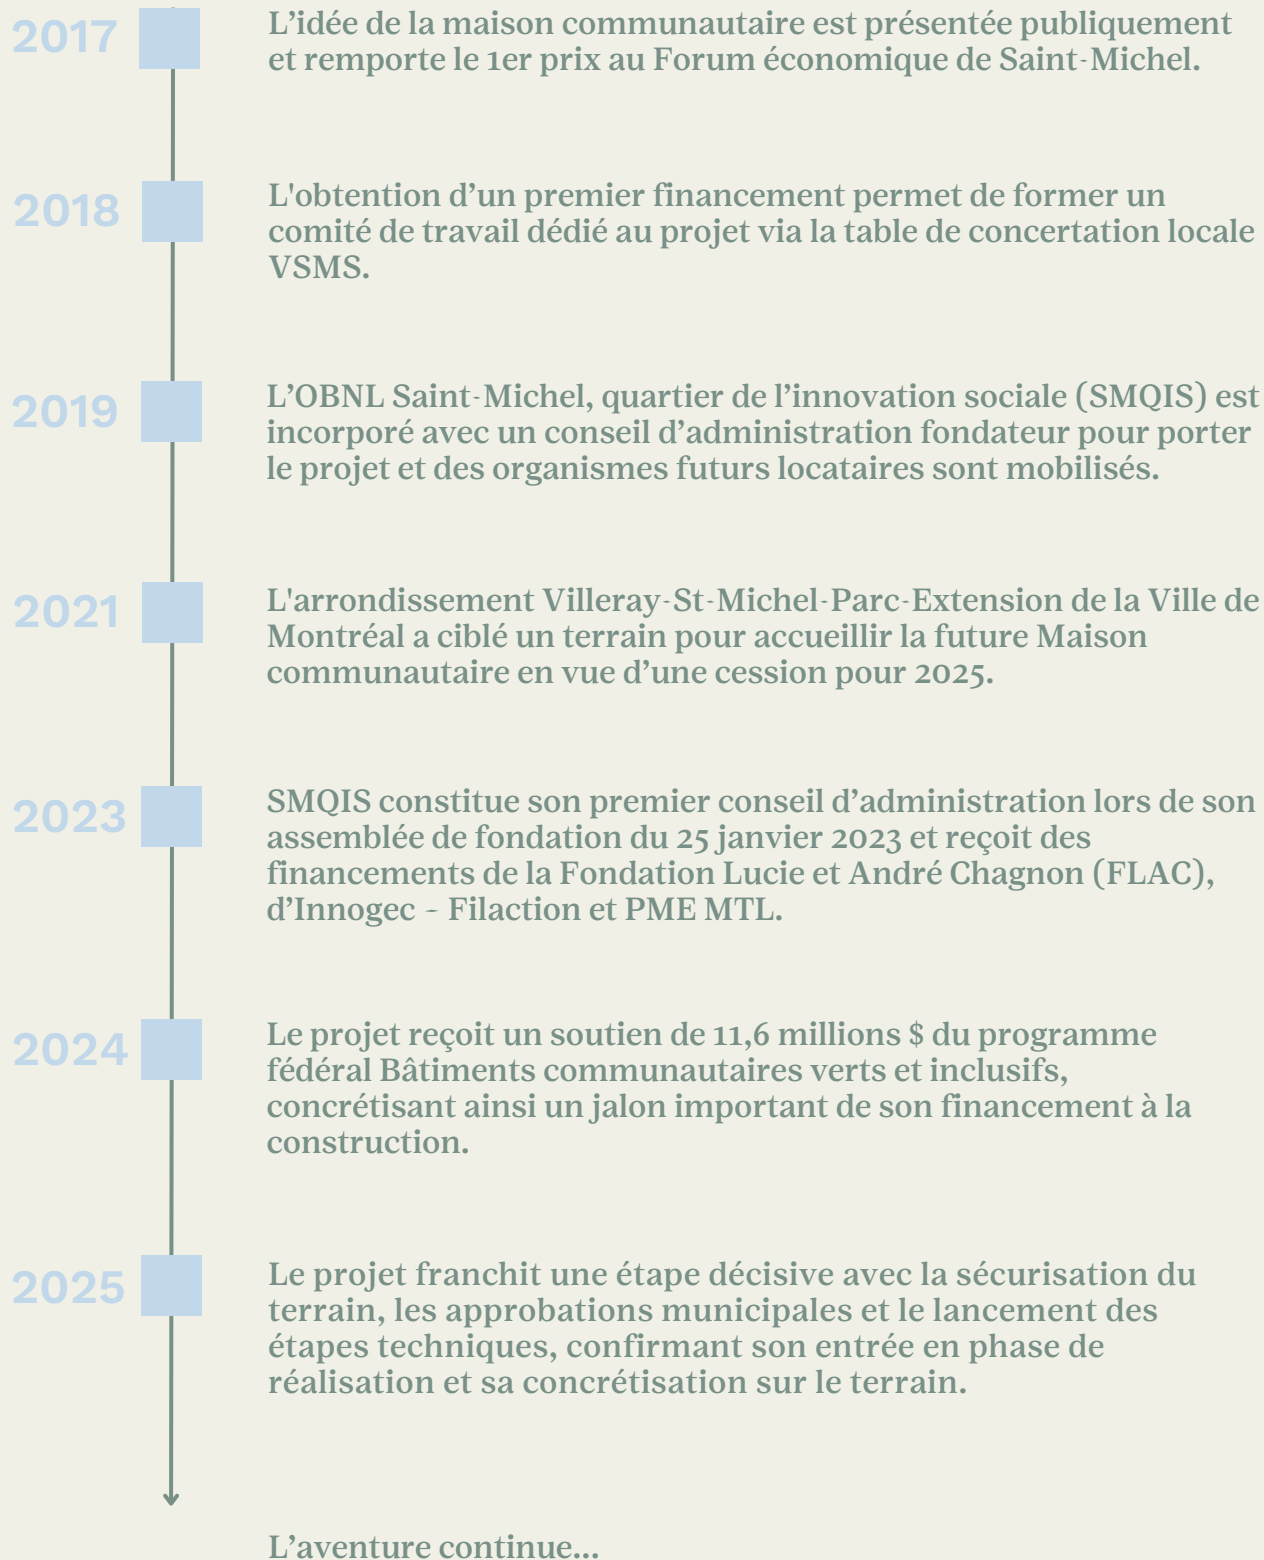 2017
L’idée de la maison communautaire est présentée publiquement
et remporte le 1er prix au Forum économique de Saint-Michel.
2018
L'obtention d’un premier financement permet de former un
comité de travail dédié au projet via la table de concertation locale
VSMS.
2019
L’OBNL Saint-Michel, quartier de l’innovation sociale (SMQIS) est
incorporé avec un conseil d’administration fondateur pour porter
le projet et des organismes futurs locataires sont mobilisés.
2021
L'arrondissement Villeray-St-Michel-Parc-Extension de la Ville de
Montréal a ciblé un terrain pour accueillir la future Maison
communautaire en vue d’une cession pour 2025.
2023
SMQIS constitue son premier conseil d’administration lors de son
assemblée de fondation du 25 janvier 2023 et reçoit des
financements de la Fondation Lucie et André Chagnon (FLAC),
d’Innogec – Filaction et PME MTL.
2024
Le projet reçoit un soutien de 11,6 millions $ du programme
fédéral Bâtiments communautaires verts et inclusifs,
concrétisant ainsi un jalon important de son financement à la
construction.
2025
Le projet franchit une étape décisive avec la sécurisation du
terrain, les approbations municipales et le lancement des
étapes techniques, confirmant son entrée en phase de
réalisation et sa concrétisation sur le terrain.
L’aventure continue...